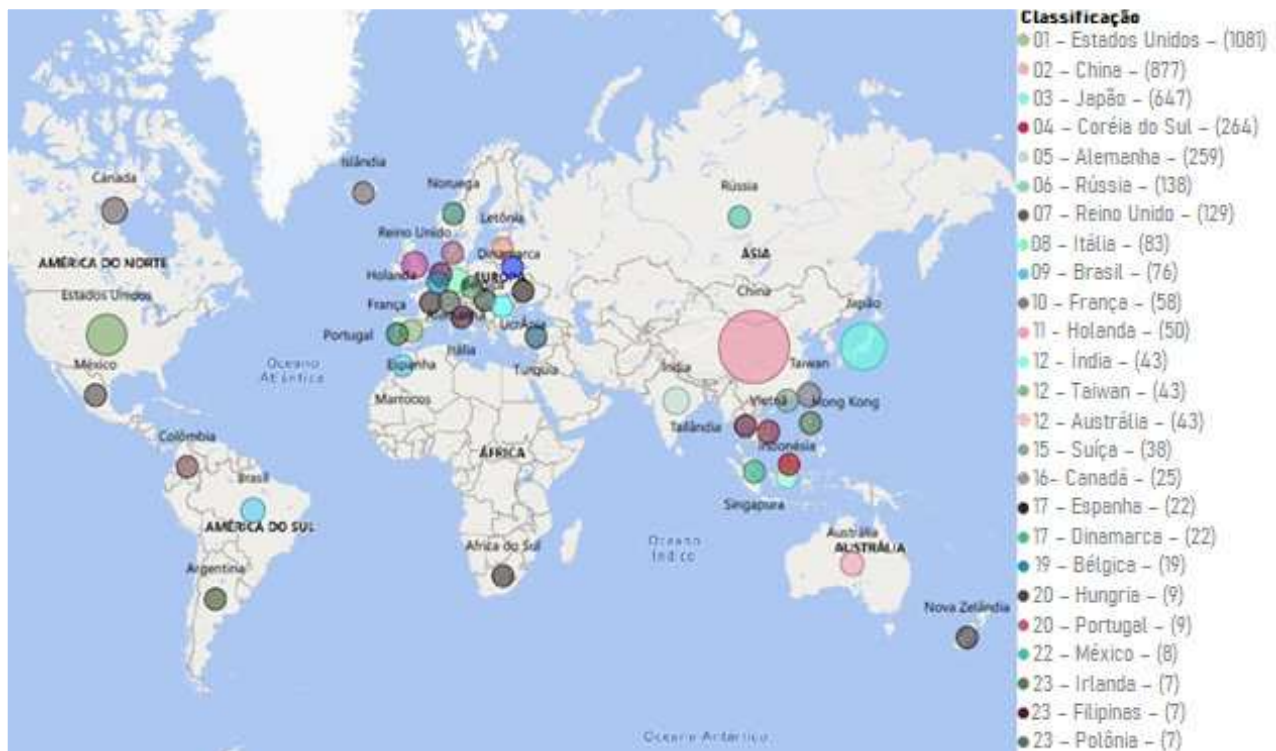 Classificação
01 – Estados Unidos – (1081)
02 – China – (877)
03 – Japão – (647)
04 – Coréia do Sul – (264)
05 – Alemanha – (259)
06 – Rússia – (138)
07 – Reino Unido – (129)
08 – Itália – (83)
09 – Brasil – (76)
10 – França – (58)
11 – Holanda – (50)
12 – Índia – (43)
12 – Taiwan – (43)
12 – Austrália – (43)
15 – Suíça – (38)
16– Canadá – (25)
17 – Espanha – (22)
17 – Dinamarca – (22)
19 – Bélgica – (19)
20 – Hungria – (9)
20 – Portugal – (9)
22 – México – (8)
23 – Irlanda – (7)
23 – Filipinas – (7)
23 – Polônia – (7)
Islândia
Canadá
Noruega
Rússia
Letônia
Reino Unido
Dinamarca
ÁSIA
AMÉRICA DO NORTE
Holanda
EUROPA
China
Estados Unidos
França
Japão
Portugal
Ucrânia
Itália
México
Oceano
Atlântico
Espanha
Turquia
Índia
Taiwan
Marrocos
Vietnã
Hong Kong
Tailândia
Colômbia
ÁFRICA
Indonésia
Brasil
Singapura
AMÉRICA DO SUL
Oceano
Índico
Austrália
AUSTRÁLIA
África do Sul
Argentina
Nova Zelândia
Oceano Antártico